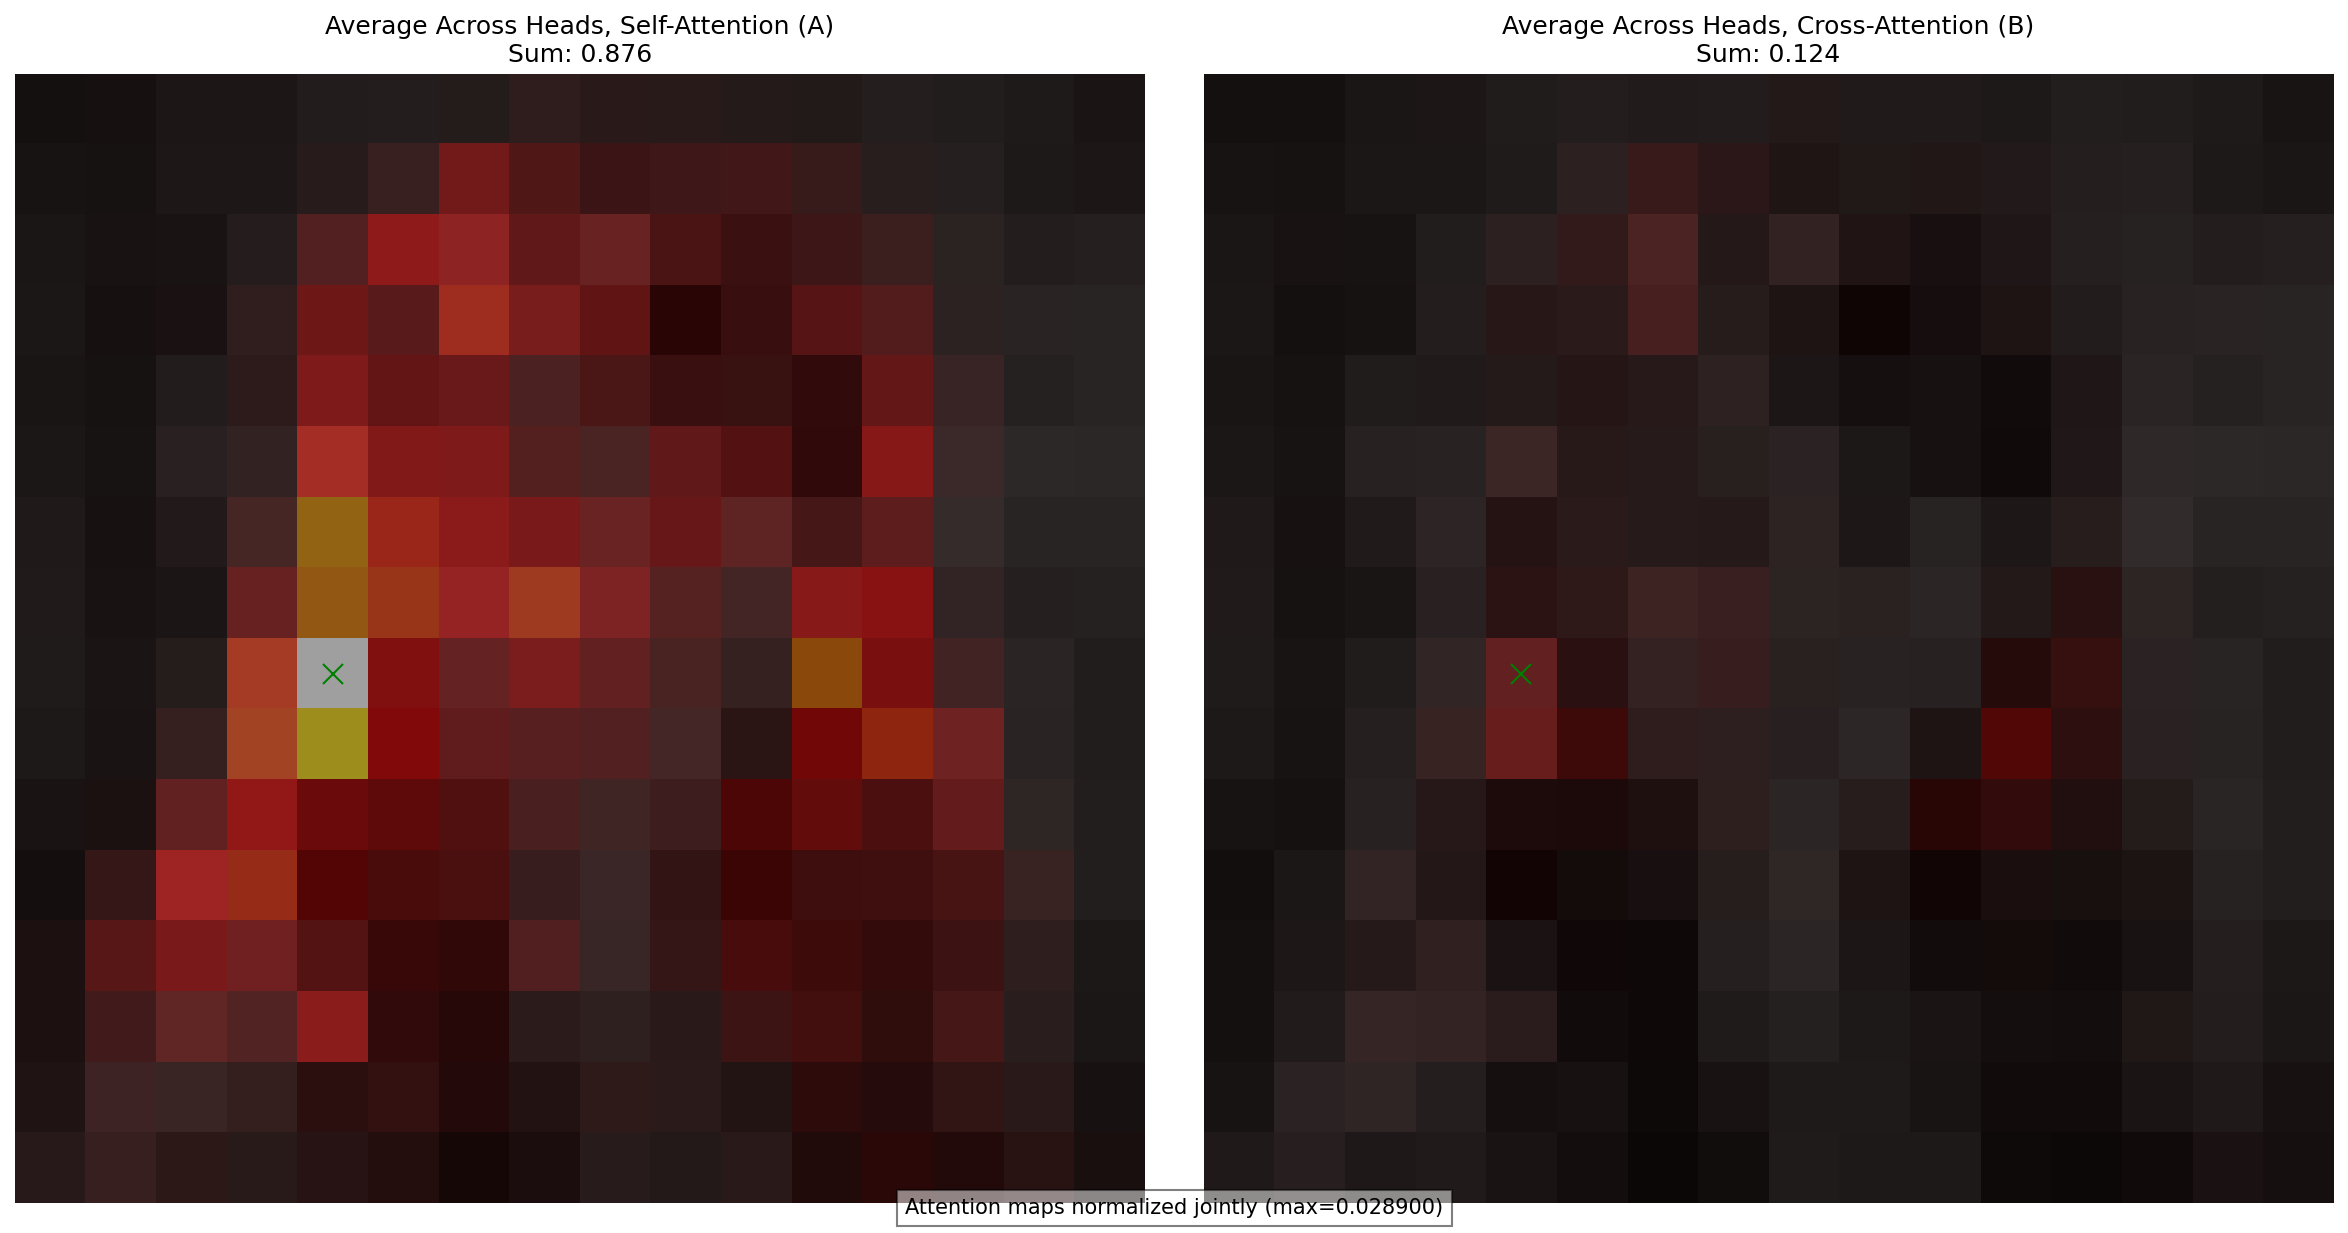 Average Across Heads, Self-Attention (A)
Sum: 0.876
Average Across Heads, Cross-Attention (B)
Sum: 0.124
Attention maps normalized jointly (max=0.028900)